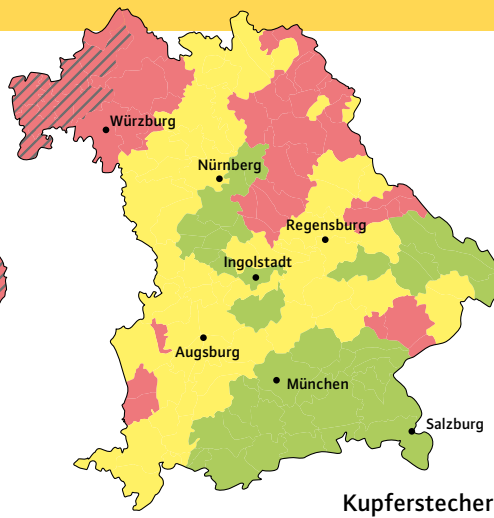 Würzburg
Nürnberg
Regensburg
Ingolstadt
Augsburg
München
Salzburg
Kupferstecher